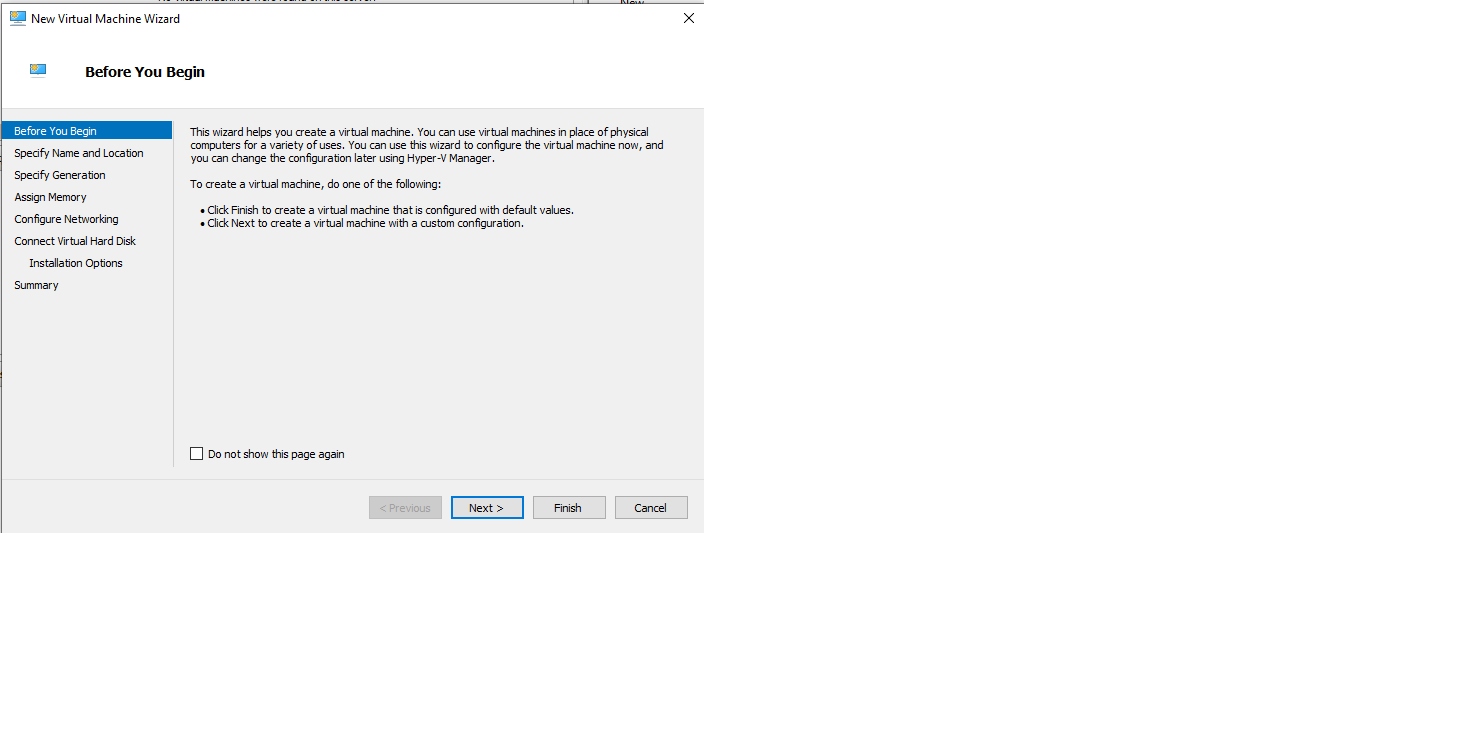 New Virtual Machine Wizard
Before You Begin
Before You Begin
Specify Name and Location
Specify Generation
Assign Memory
Configure Networking
Connect Virtual Hard Disk
Installation Options
Summary
This wizard helps you create a virtual machine. You can use virtual machines in place of physical
computers for a variety of uses. You can use this wizard to configure the virtual machine now, and
you can change the configuration later using Hyper-V Manager.
To create a virtual machine, do one of the following:
• Click Finish to create a virtual machine that is configured with default values.
• Click Next to create a virtual machine with a custom configuration.
Do not show this page again
< Previous
Next >
Finish
Cancel